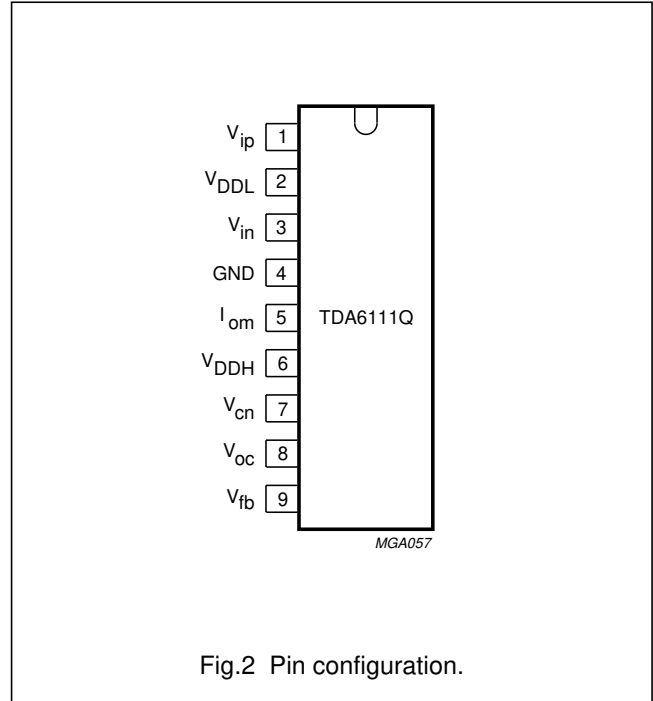 V_ip 1
V_DDL 2
V_in 3
GND 4
I_om 5 TDA6111Q
V_DDH 6
V_cn 7
V_oc 8
V_fb 9
MGA057
Fig.2 Pin configuration.